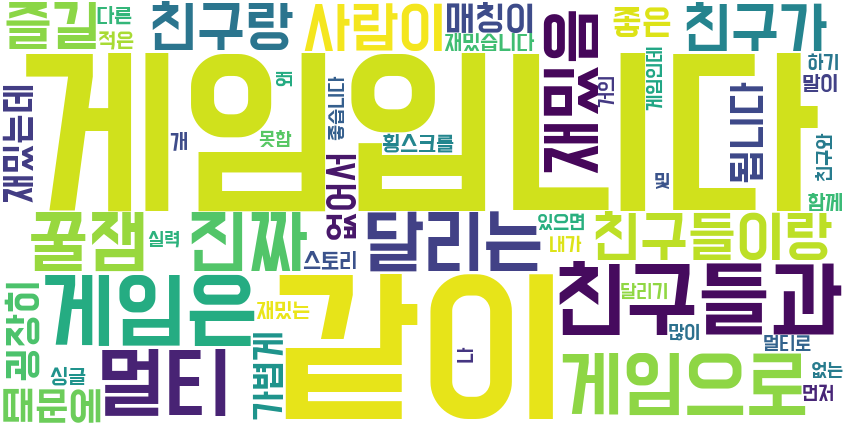 즐길
다른
적은
친구랑
사람이
매칭이
재밌습니다
재밌음
좋은
친구가
게임입니다
하기
말이
재밌는데
개
못함
좋습니다
횡스크롤
거의
게임인데
및
됩니다
친구와
함께
꿀잼
실력
진짜
스토리
없어서
달리는
있으면
내가
친구들이랑
굉장히
게임은
재밌는
같이
친구들과
달리기
많이
멀티로
때문에
싱글
멀티
가볍게
나
게임으로
없는
먼저